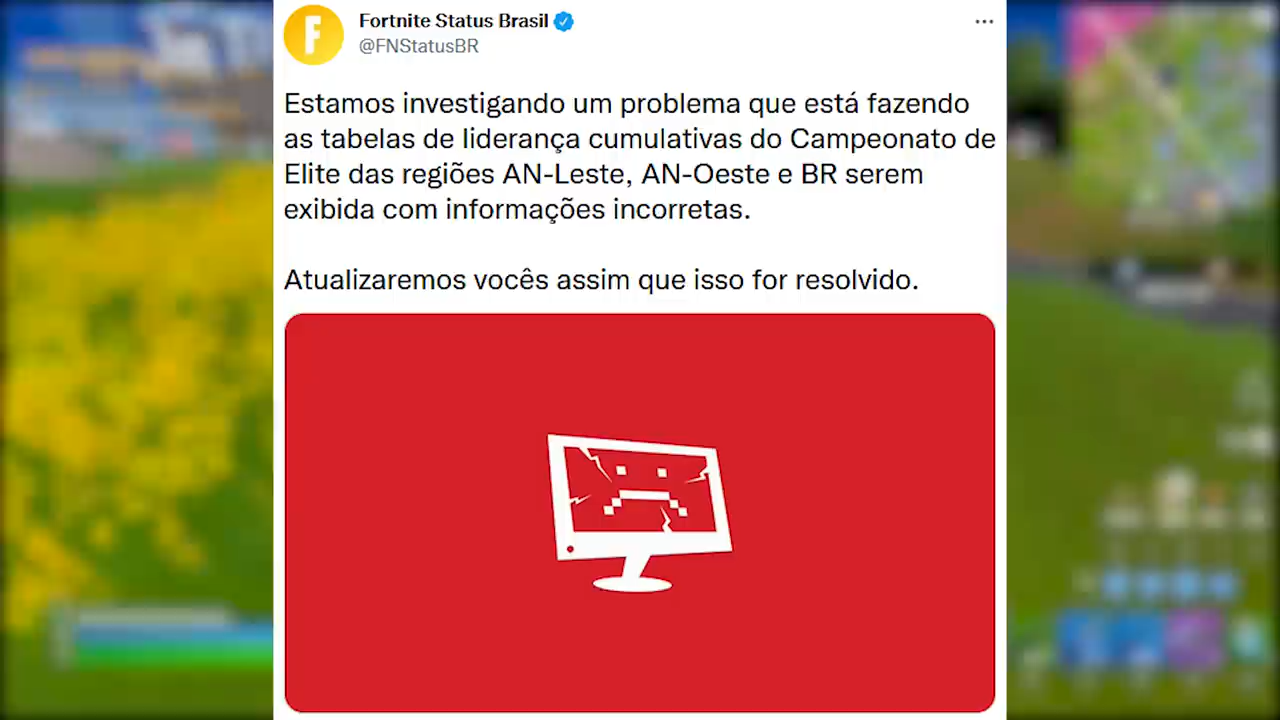 Fortnite Status Brasil
@FNStatusBR
Estamos investigando um problema que está fazendo
as tabelas de liderança cumulativas do Campeonato de
Elite das regiões AN-Leste, AN-Oeste e BR serem
exibida com informações incorretas.
Atualizaremos vocês assim que isso for resolvido.